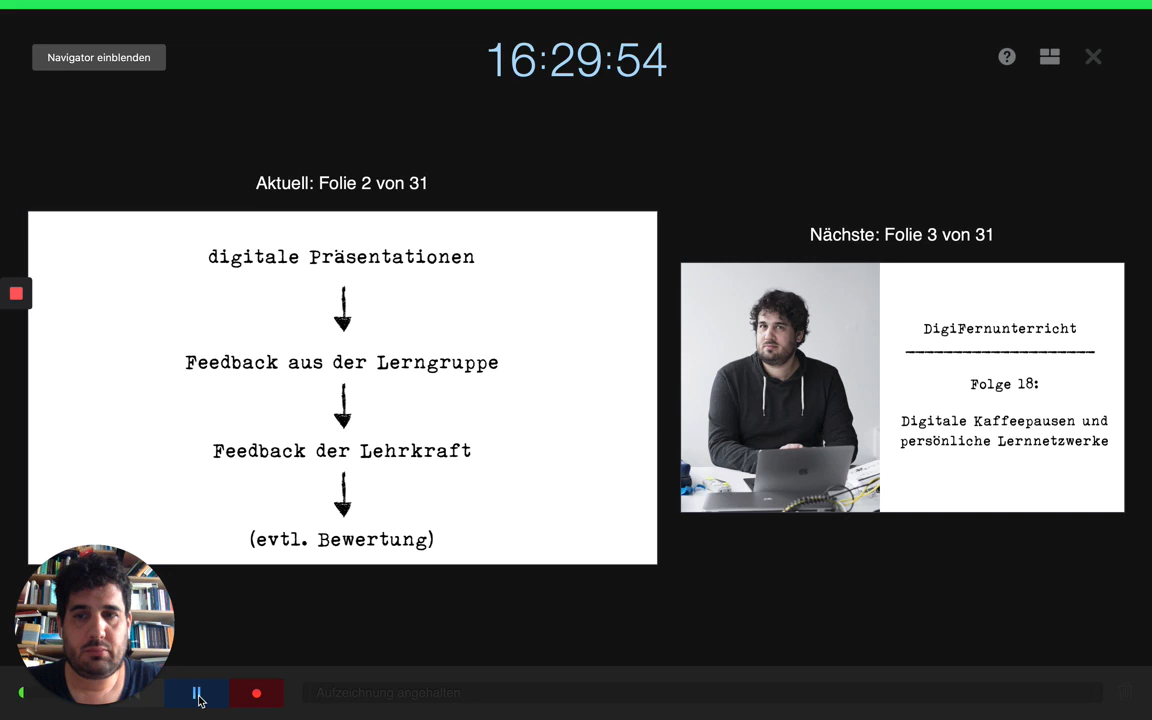 Navigator einblenden
16:29:54
Aktuell: Folie 2 von 31
digitale Präsentationen
Feedback aus der Lerngruppe
Feedback der Lehrkraft
(evtl. Bewertung)
Nächste: Folie 3 von 31
DigiFernunterricht
Folge 18:
Digitale Kaffeepausen und
persönliche Lernnetzwerke
Aufzeichnung angehalten